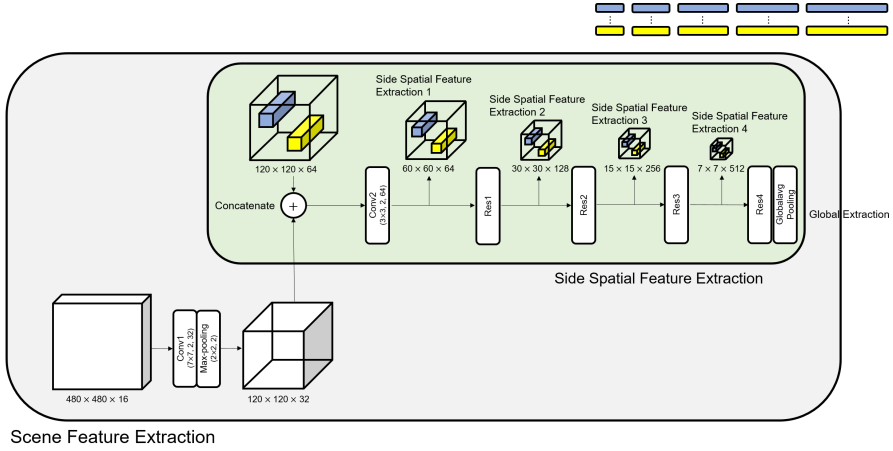 Side Spatial Feature
Extraction 1
Side Spatial Feature
Extraction 2
Side Spatial Feature
Extraction 3
Side Spatial Feature
Extraction 4
120 × 120 × 64
60 × 60 × 64
30 × 30 × 128
15 × 15 × 256
7 × 7 × 512
Concatenate
+
Conv2
(3×3, 2, 64)
Res1
Res2
Res3
Res4
Globalavg
Pooling
Global Extraction
Side Spatial Feature Extraction
Conv1
(7×7, 2, 32)
Max-pooling
(2×2, 2)
480 × 480 × 16
120 × 120 × 32
Scene Feature Extraction